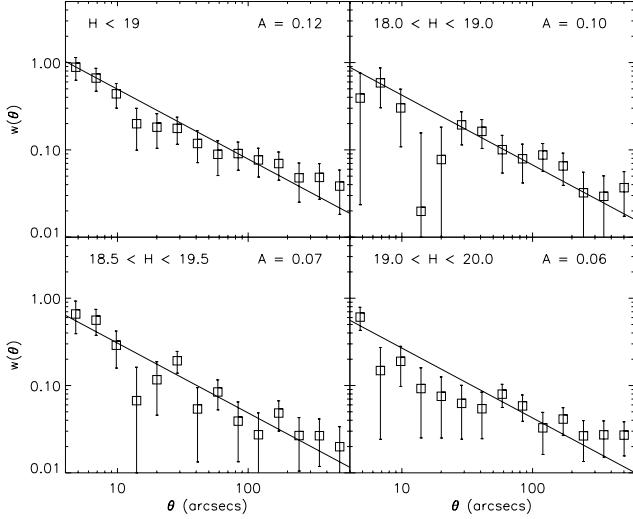 H < 19 A = 0.12
18.0 < H < 19.0 A = 0.10
1.00
0.10
0.01
w(θ)
18.5 < H < 19.5 A = 0.07
19.0 < H < 20.0 A = 0.06
1.00
0.10
0.01
w(θ)
10 100
10 100
θ (arcsecs)
θ (arcsecs)